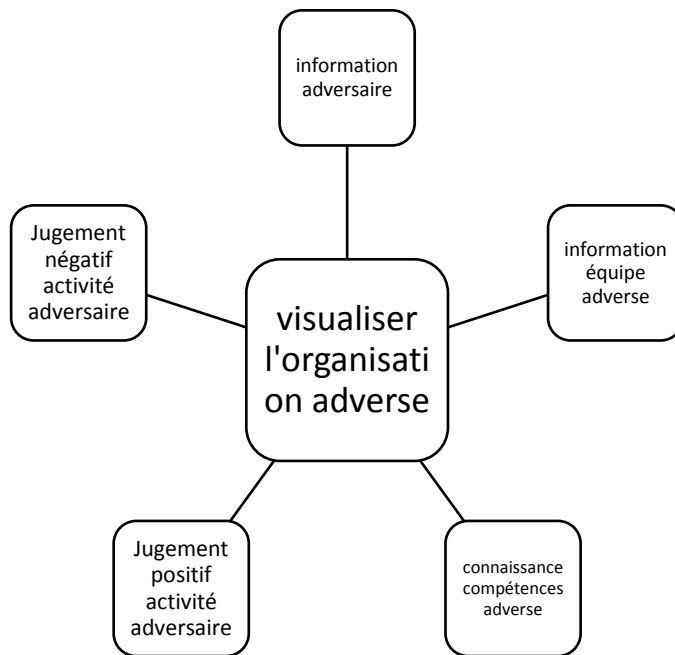 information
adversaire
Jugement
négatif
activité
adversaire
information
équipe
adverse
visualiser
l'organisati
on adverse
Jugement
positif
activité
adversaire
connaissance
compétences
adverse